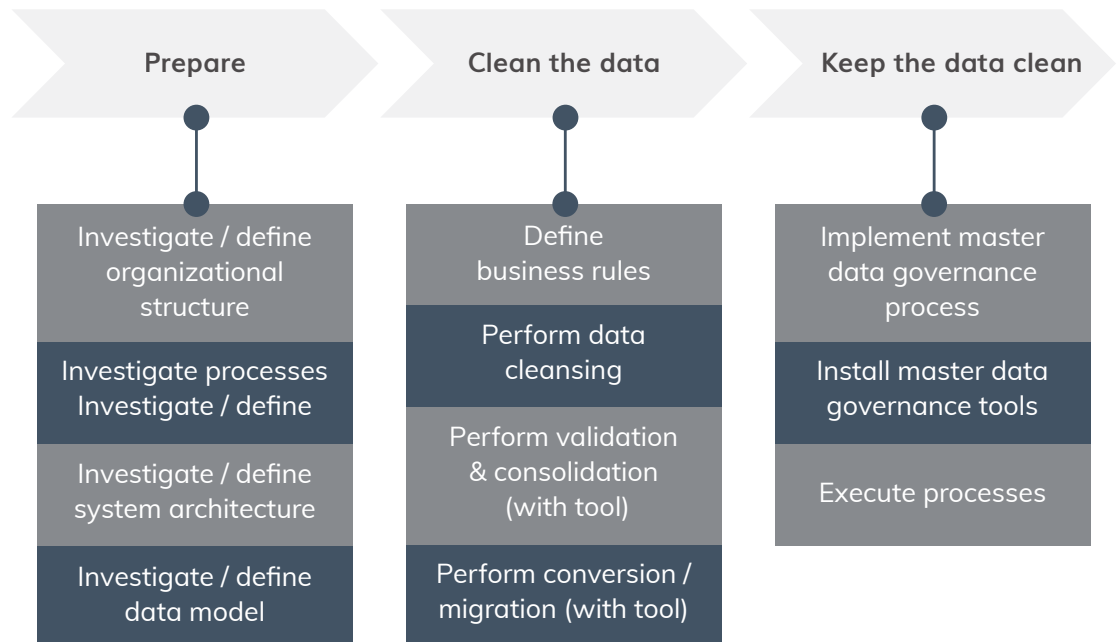 Prepare
Clean the data
Keep the data clean
Investigate / define
organizational
structure
Investigate processes
Investigate / define
Investigate / define
system architecture
Investigate / define
data model
Define
business rules
Perform data
cleansing
Perform validation
& consolidation
(with tool)
Perform conversion /
migration (with tool)
Implement master
data governance
process
Install master data
governance tools
Execute processes